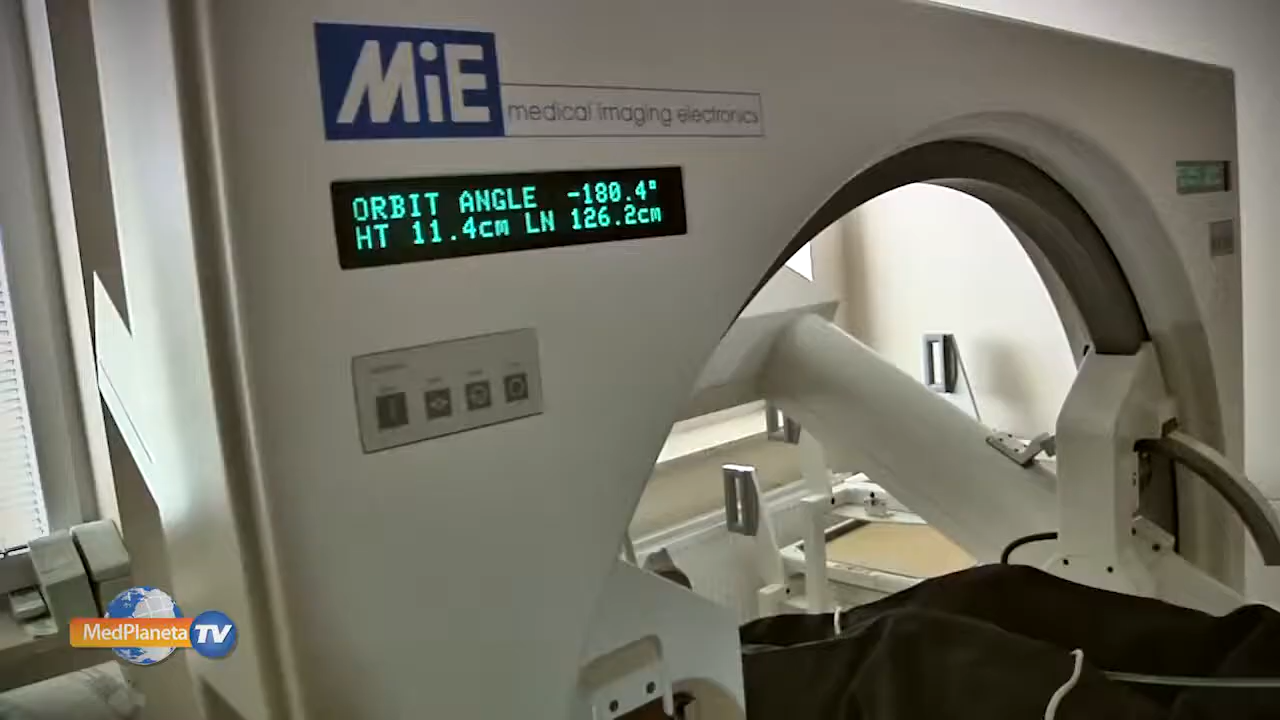 MiE
medical imaging electronics
ORBIT ANGLE -180.4°
HT 11.4cm LN 126.2cm
MedPlaneta TV